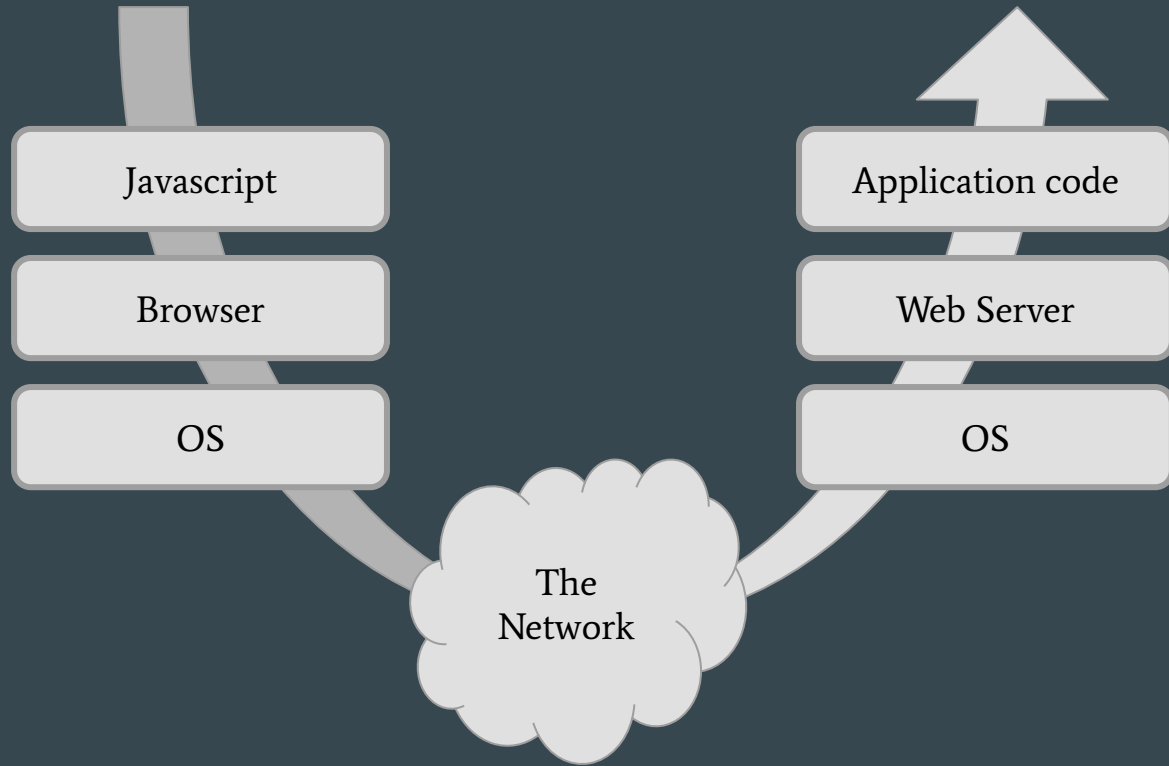 Javascript
Browser
OS
The
Network
Application code
Web Server
OS